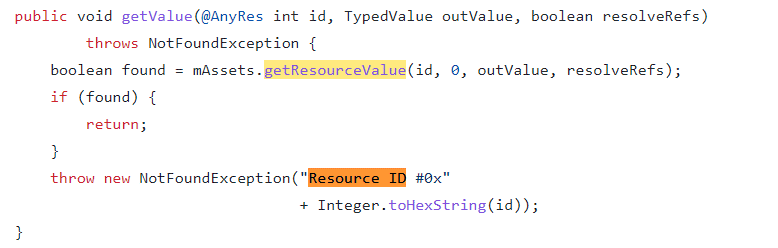 public void getValue(@AnyRes int id, TypedValue outValue, boolean resolveRefs)
throws NotFoundException {
boolean found = mAssets.getResourceValue(id, 0, outValue, resolveRefs);
if (found) {
return;
}
throw new NotFoundException("Resource ID #0x"
+ Integer.toHexString(id));
}